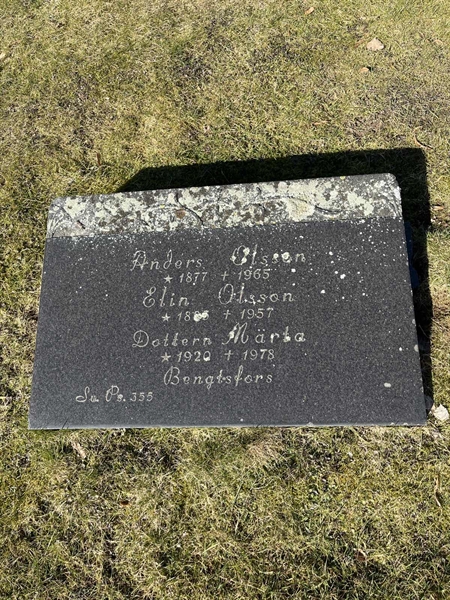 Anders Olsson
★ 1877 + 1965
Elin Olsson
★ + 1957
Dottern Märta
★ 1920 + 1978
Bengtsfors
Sv. Ps. 355